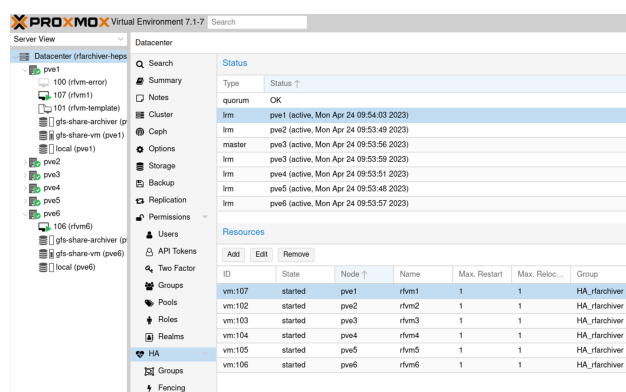 PROXMOX Virtual Environment 7.1-7 Search
Server View
Datacenter (rfarchiver-heps
pve1
100 (rfvm-error)
107 (rfvm1)
101 (rfvm-template)
gfs-share-archiver (p
gfs-share-vm (pve1)
local (pve1)
pve2
pve3
pve4
pve5
pve6
106 (rfvm6)
gfs-share-archiver (p
gfs-share-vm (pve6)
local (pve6)
Datacenter
Search
Summary
Notes
Cluster
Ceph
Options
Storage
Backup
Replication
Permissions
Users
API Tokens
Two Factor
Groups
Pools
Roles
Realms
HA
Groups
Fencing
Status
Type Status ↑
quorum OK
lrm pve1 (active, Mon Apr 24 09:54:03 2023)
lrm pve2 (active, Mon Apr 24 09:53:49 2023)
master pve3 (active, Mon Apr 24 09:53:56 2023)
lrm pve3 (active, Mon Apr 24 09:53:59 2023)
lrm pve4 (active, Mon Apr 24 09:53:51 2023)
lrm pve5 (active, Mon Apr 24 09:53:48 2023)
lrm pve6 (active, Mon Apr 24 09:53:57 2023)
Resources
Add Edit Remove
ID State Node ↑ Name Max. Restart Max. Reloc... Group
vm:107 started pve1 rfvm1 1 1 HA_rfarchiver
vm:102 started pve2 rfvm2 1 1 HA_rfarchiver
vm:103 started pve3 rfvm3 1 1 HA_rfarchiver
vm:104 started pve4 rfvm4 1 1 HA_rfarchiver
vm:105 started pve5 rfvm5 1 1 HA_rfarchiver
vm:106 started pve6 rfvm6 1 1 HA_rfarchiver